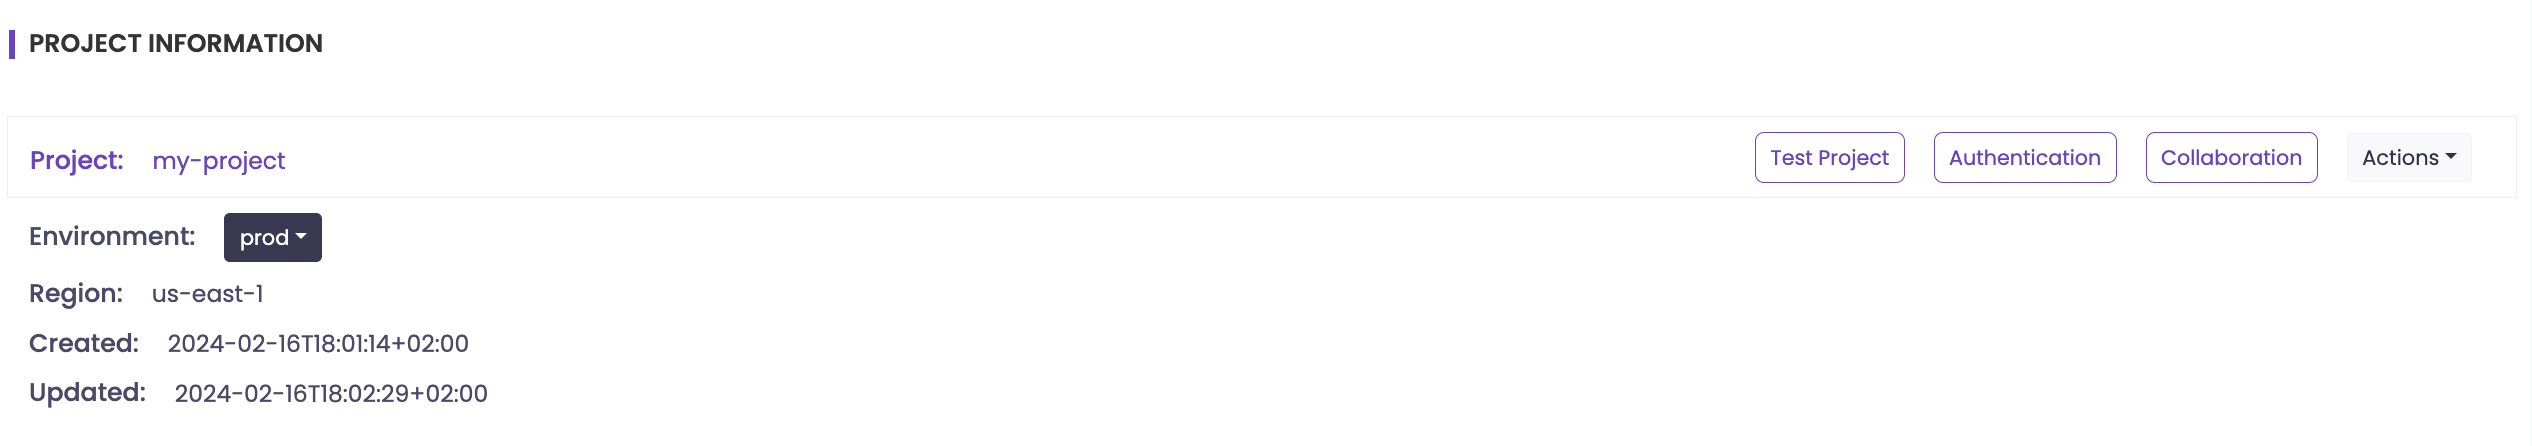 PROJECT INFORMATION
Project: my-project Test Project Authentication Collaboration Actions
Environment: prod
Region: us-east-1
Created: 2024-02-16T18:01:14+02:00
Updated: 2024-02-16T18:02:29+02:00